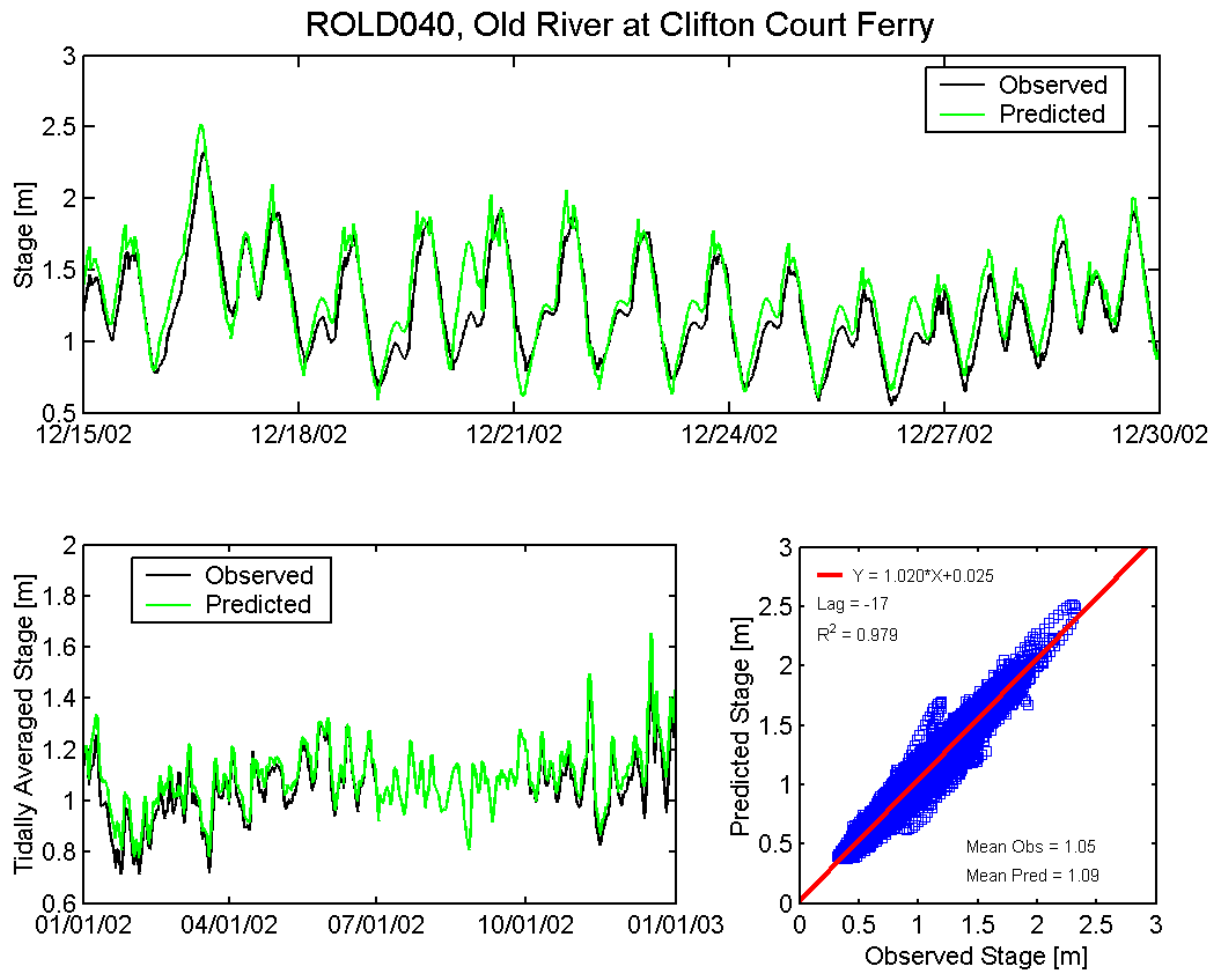 ROLD040, Old River at Clifton Court Ferry
3
2.5
2
1.5
1
0.5
Stage [m]
Observed
Predicted
12/15/02 12/18/02 12/21/02 12/24/02 12/27/02 12/30/02
2
1.8
1.6
1.4
1.2
1
0.8
0.6
Tidally Averaged Stage [m]
Observed
Predicted
01/01/02 04/01/02 07/01/02 10/01/02 01/01/03
3
2.5
2
1.5
1
0.5
0
Predicted Stage [m]
Y = 1.020*X+0.025
Lag = -17
R² = 0.979
Mean Obs = 1.05
Mean Pred = 1.09
0 0.5 1 1.5 2 2.5 3
Observed Stage [m]